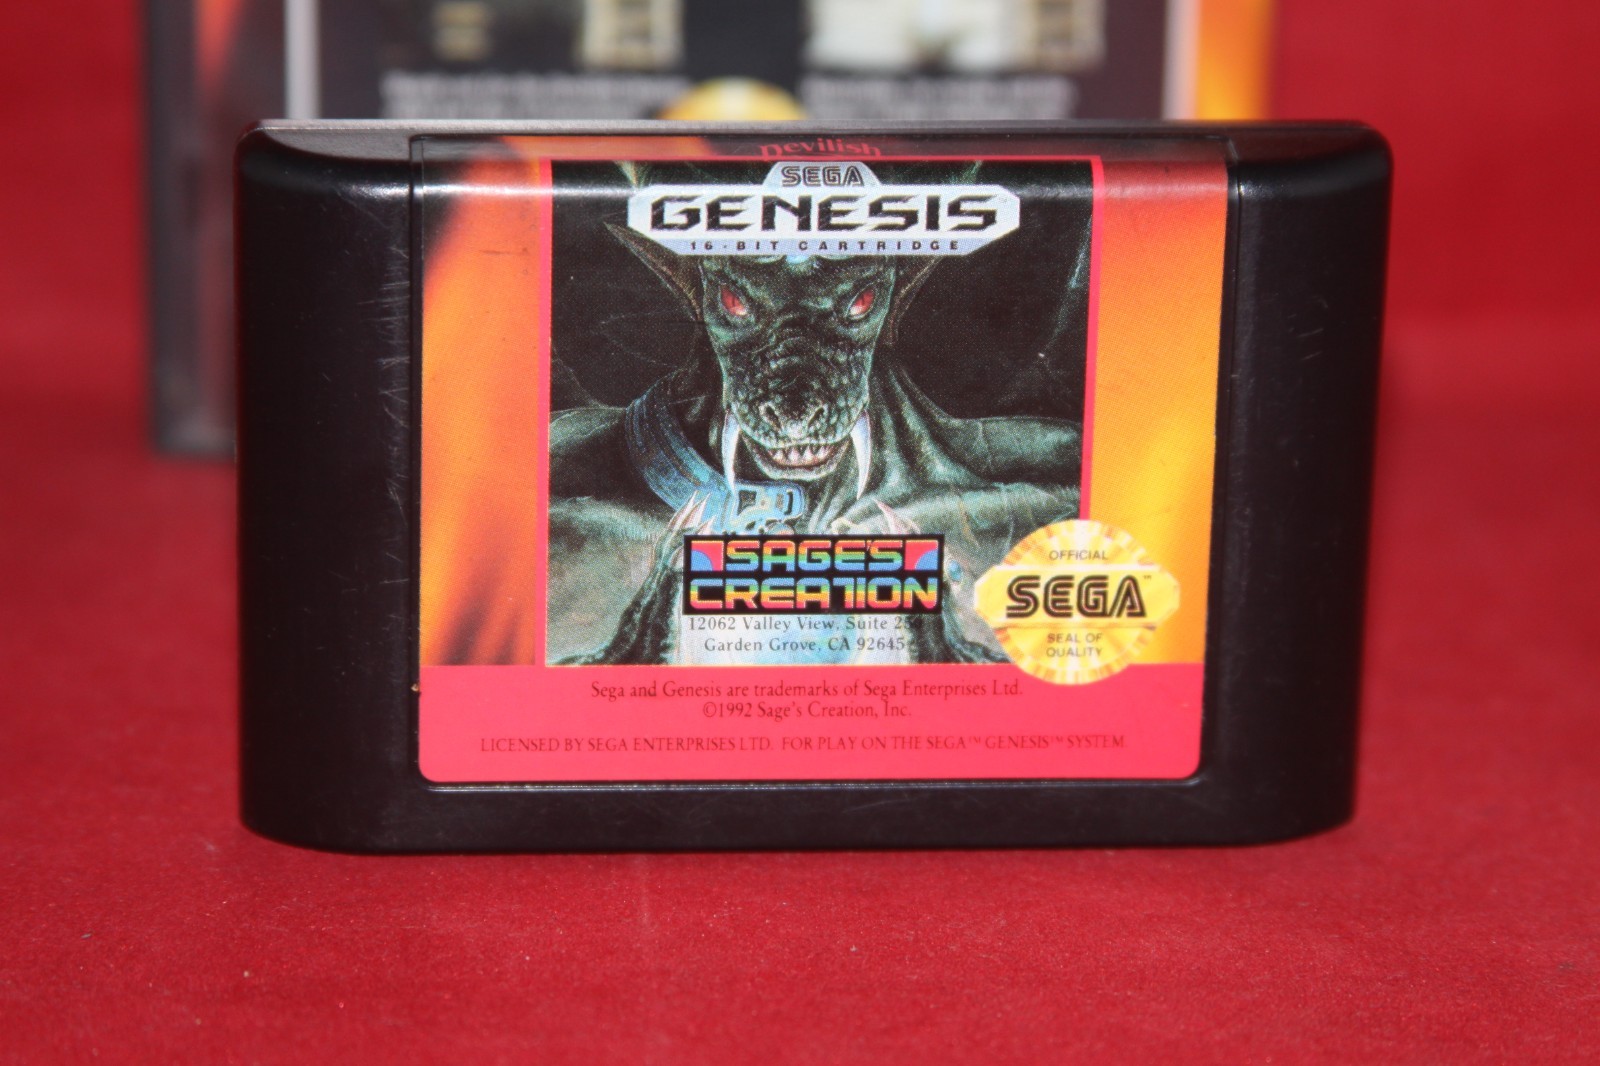 Devilish
SEGA
GENESIS
16-BIT CARTRIDGE
SAGE'S
CREATION
12062 Valley View, Suite
Garden Grove, CA 92645
OFFICIAL
SEGA™
SEAL OF
QUALITY
Sega and Genesis are trademarks of Sega Enterprises Ltd.
©1992 Sage's Creation, Inc.
LICENSED BY SEGA ENTERPRISES LTD. FOR PLAY ON THE SEGA™ GENESIS™ SYSTEM.